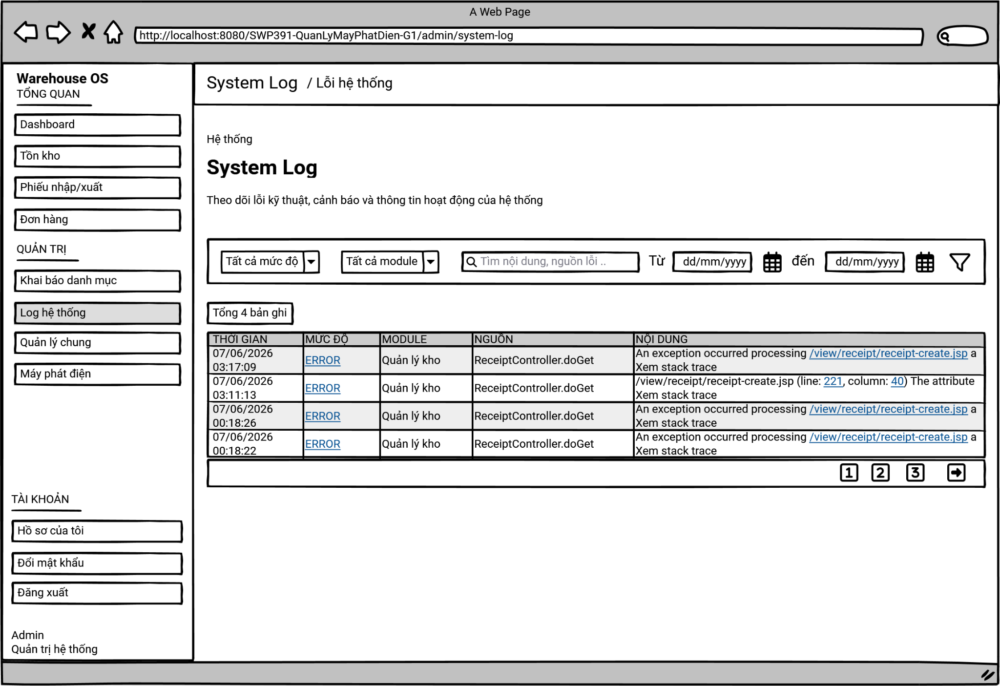 A Web Page
http://localhost:8080/SWP391-QuanLyMayPhatDien-G1/admin/system-log
Warehouse OS
TỔNG QUAN
Dashboard
Tồn kho
Phiếu nhập/xuất
Đơn hàng
QUẢN TRỊ
Khai báo danh mục
Log hệ thống
Quản lý chung
Máy phát điện
TÀI KHOẢN
Hồ sơ của tôi
Đổi mật khẩu
Đăng xuất
Admin
Quản trị hệ thống
System Log / Lỗi hệ thống
Hệ thống
System Log
Theo dõi lỗi kỹ thuật, cảnh báo và thông tin hoạt động của hệ thống
Tất cả mức độ Tất cả module Tìm nội dung, nguồn lỗi .. Từ dd/mm/yyyy đến dd/mm/yyyy
Tổng 4 bản ghi
THỜI GIAN MỨC ĐỘ MODULE NGUỒN NỘI DUNG
07/06/2026 03:17:09 ERROR Quản lý kho ReceiptController.doGet An exception occurred processing /view/receipt/receipt-create.jsp a
Xem stack trace
07/06/2026 03:11:13 ERROR Quản lý kho ReceiptController.doGet /view/receipt/receipt-create.jsp (line: 221, column: 40) The attribute
Xem stack trace
07/06/2026 00:18:26 ERROR Quản lý kho ReceiptController.doGet An exception occurred processing /view/receipt/receipt-create.jsp a
Xem stack trace
07/06/2026 00:18:22 ERROR Quản lý kho ReceiptController.doGet An exception occurred processing /view/receipt/receipt-create.jsp a
Xem stack trace
1 2 3